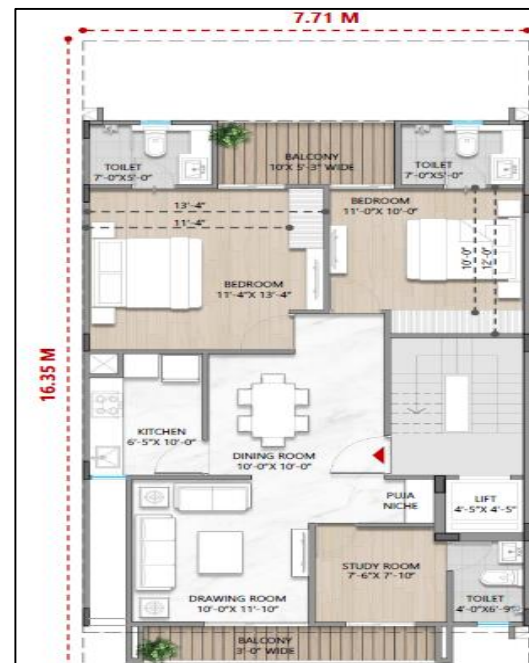 7.71 M
16.35 M
TOILET
7'-0"X5'-0"
BALCONY
10'X 5'-3" WIDE
TOILET
7'-0"X5'-0"
13'-4"
11'-4"
BEDROOM
11'-0"X 10'-0"
10'-0"
12'-0"
BEDROOM
11'-4"X 13'-4"
KITCHEN
6'-5"X 10'-0"
DINING ROOM
10'-0"X 10'-0"
PUJA
NICHE
LIFT
4'-5"X 4'-5"
STUDY ROOM
7'-6"X 7'-10"
TOILET
4'-0"X6'-9"
DRAWING ROOM
10'-0"X 11'-10"
BALCONY
3'-0" WIDE